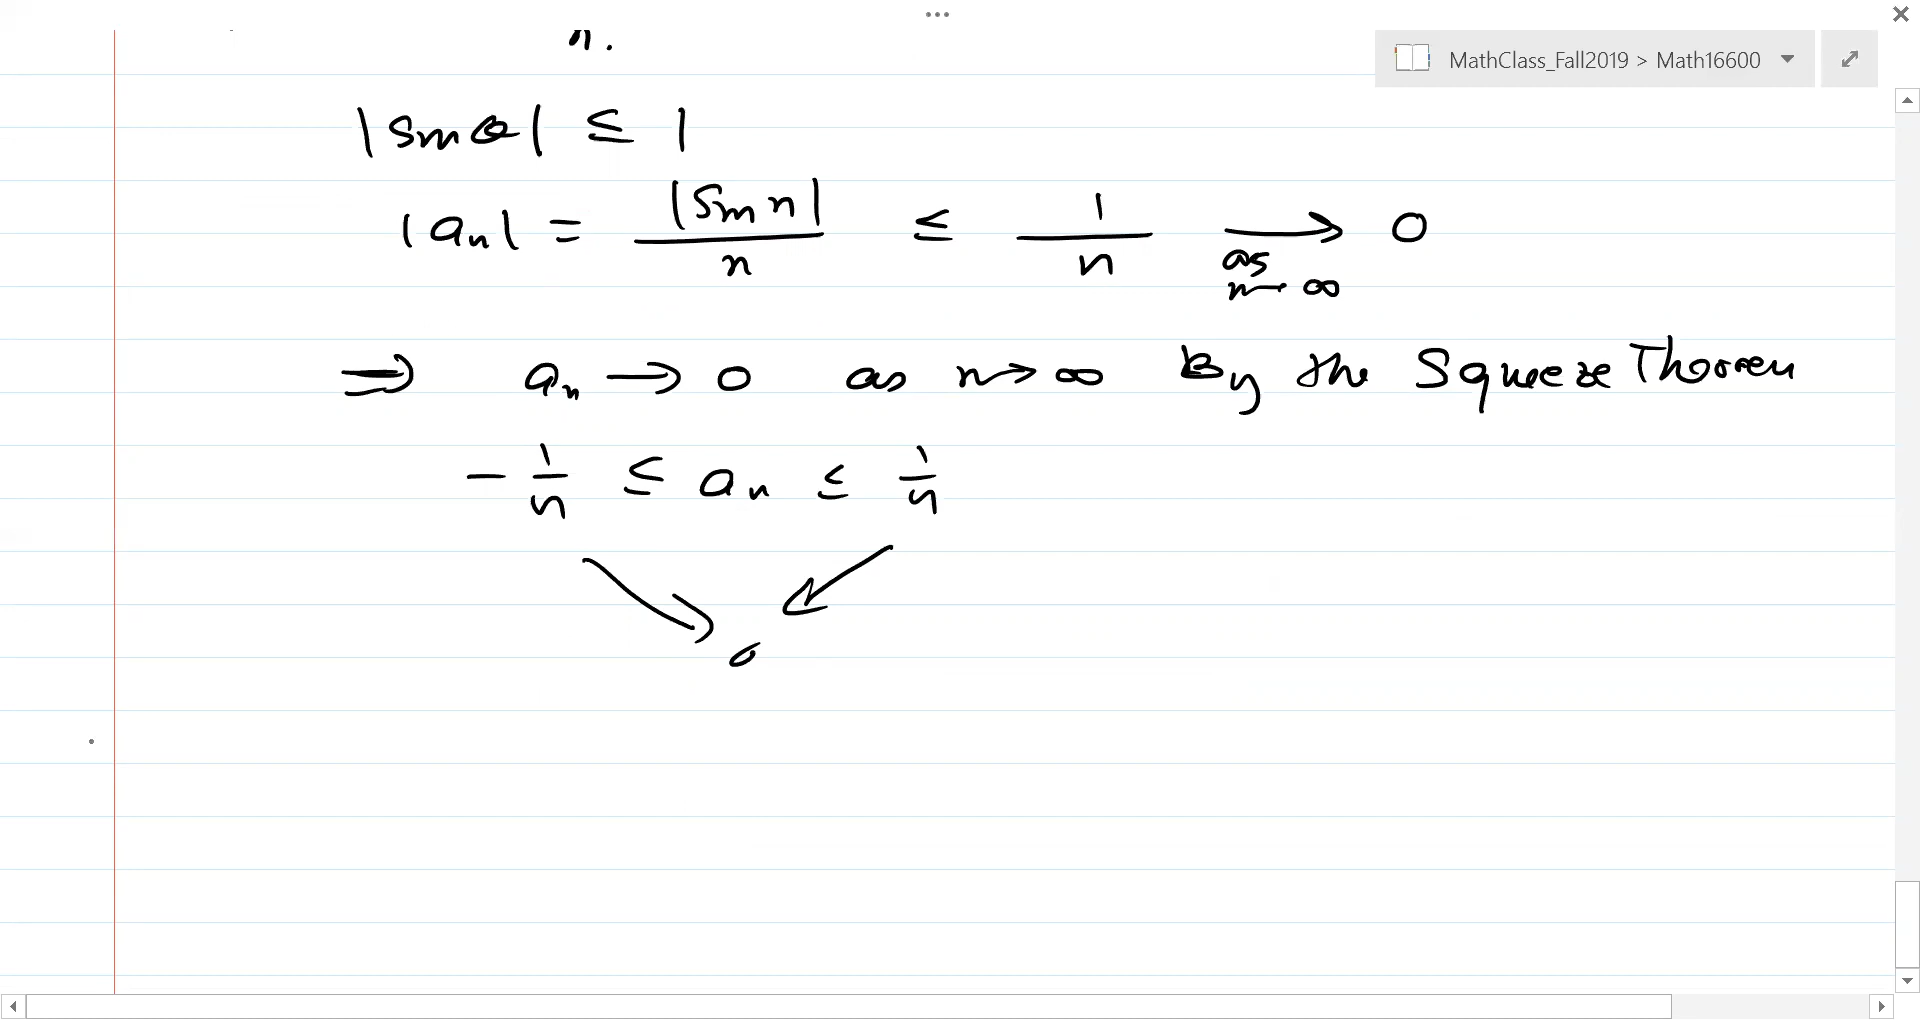 n.
MathClass_Fall2019 > Math16600
|sin θ| ≤ 1
|aₙ| = |sin n| / n ≤ 1 / n ⟶ 0
as
n → ∞
⇒ aₙ → 0 as n → ∞ By the Squeeze Theorem
- 1/n ≤ aₙ ≤ 1/n
0